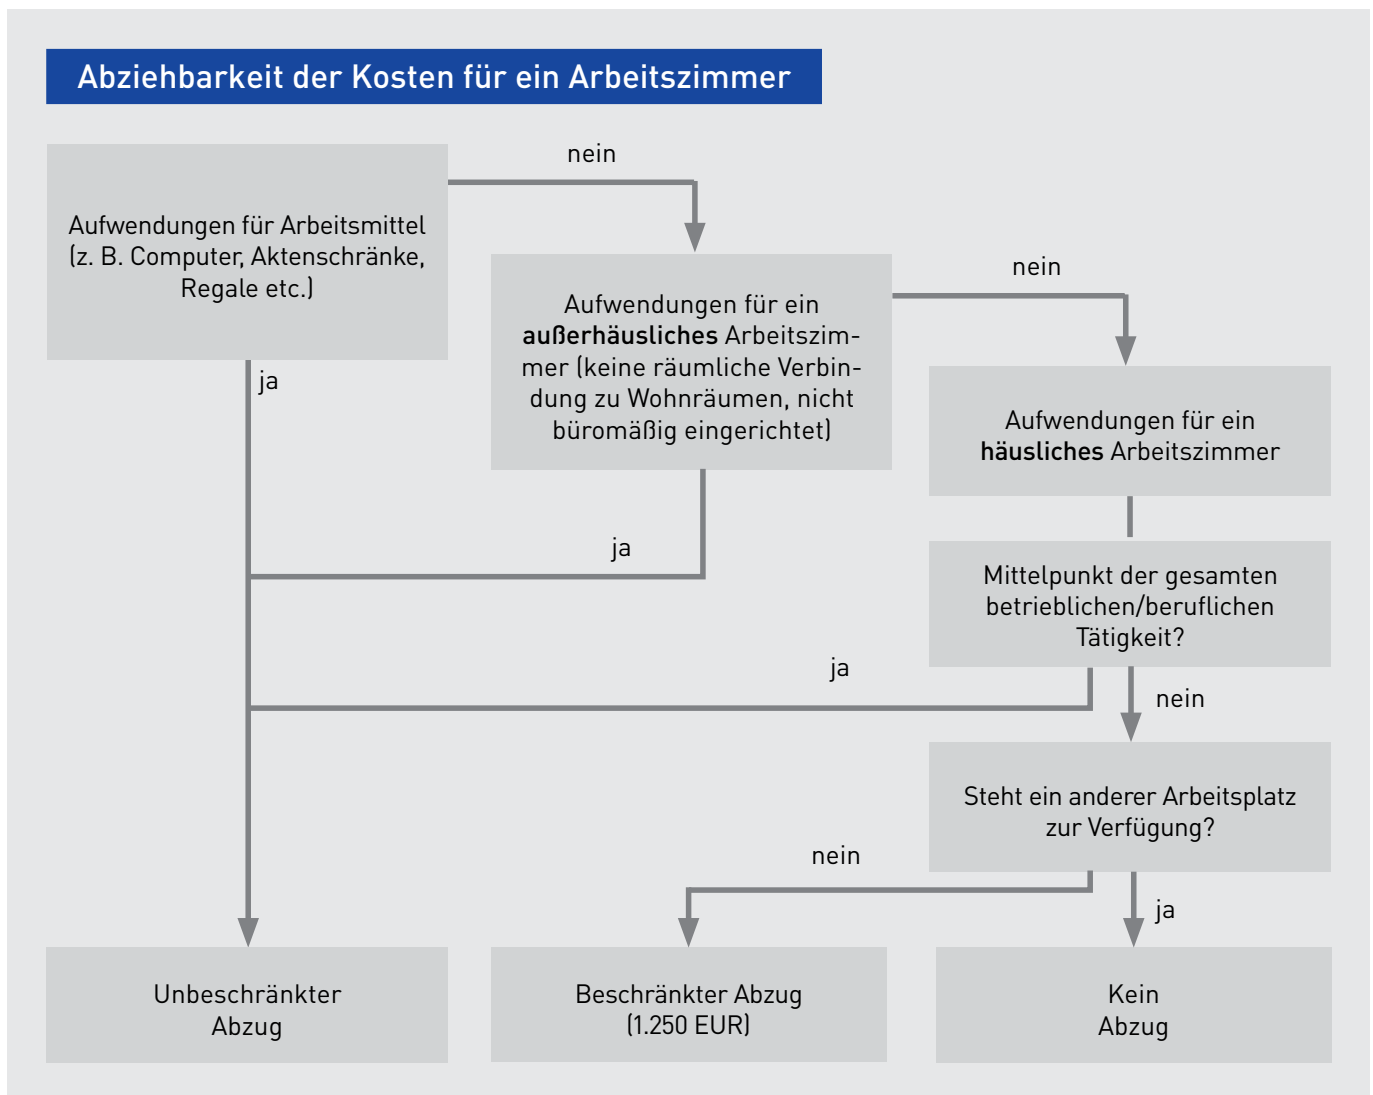 Abziehbarkeit der Kosten für ein Arbeitszimmer
nein
Aufwendungen für Arbeitsmittel
(z. B. Computer, Aktenschränke,
Regale etc.)
ja
nein
Aufwendungen für ein
außerhäusliches Arbeitszim-
mer (keine räumliche Verbin-
dung zu Wohnräumen, nicht
büromäßig eingerichtet)
ja
Aufwendungen für ein
häusliches Arbeitszimmer
Mittelpunkt der gesamten
betrieblichen/beruflichen
Tätigkeit?
ja
nein
Steht ein anderer Arbeitsplatz
zur Verfügung?
nein
ja
Unbeschränkter
Abzug
Beschränkter Abzug
(1.250 EUR)
Kein
Abzug